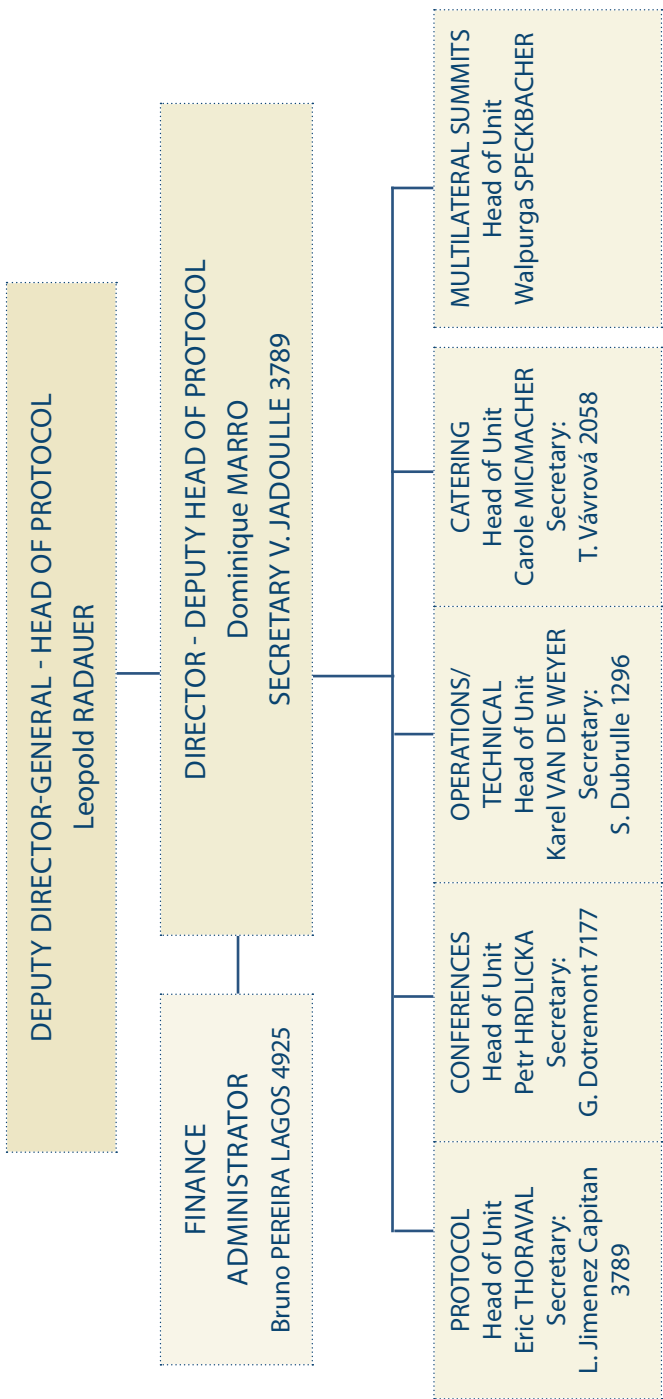 DEPUTY DIRECTOR-GENERAL - HEAD OF PROTOCOL
Leopold RADAUER
DIRECTOR - DEPUTY HEAD OF PROTOCOL
Dominique MARRO
SECRETARY V. JADOULLE 3789
FINANCE
ADMINISTRATOR
Bruno PEREIRA LAGOS 4925
PROTOCOL
Head of Unit
Eric THORAVAL
Secretary:
L. Jimenez Capitan
3789
CONFERENCES
Head of Unit
Petr HRDLICKA
Secretary:
G. Dotremont 7177
OPERATIONS/
TECHNICAL
Head of Unit
Karel VAN DE WEYER
Secretary:
S. Dubrulle 1296
CATERING
Head of Unit
Carole MICMACHER
Secretary:
T. Vávrová 2058
MULTILATERAL SUMMITS
Head of Unit
Walpurga SPECKBACHER